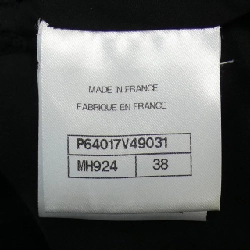 MADE IN FRANCE
FABRIQUE EN FRANCE
P64017V49031
MH924 38